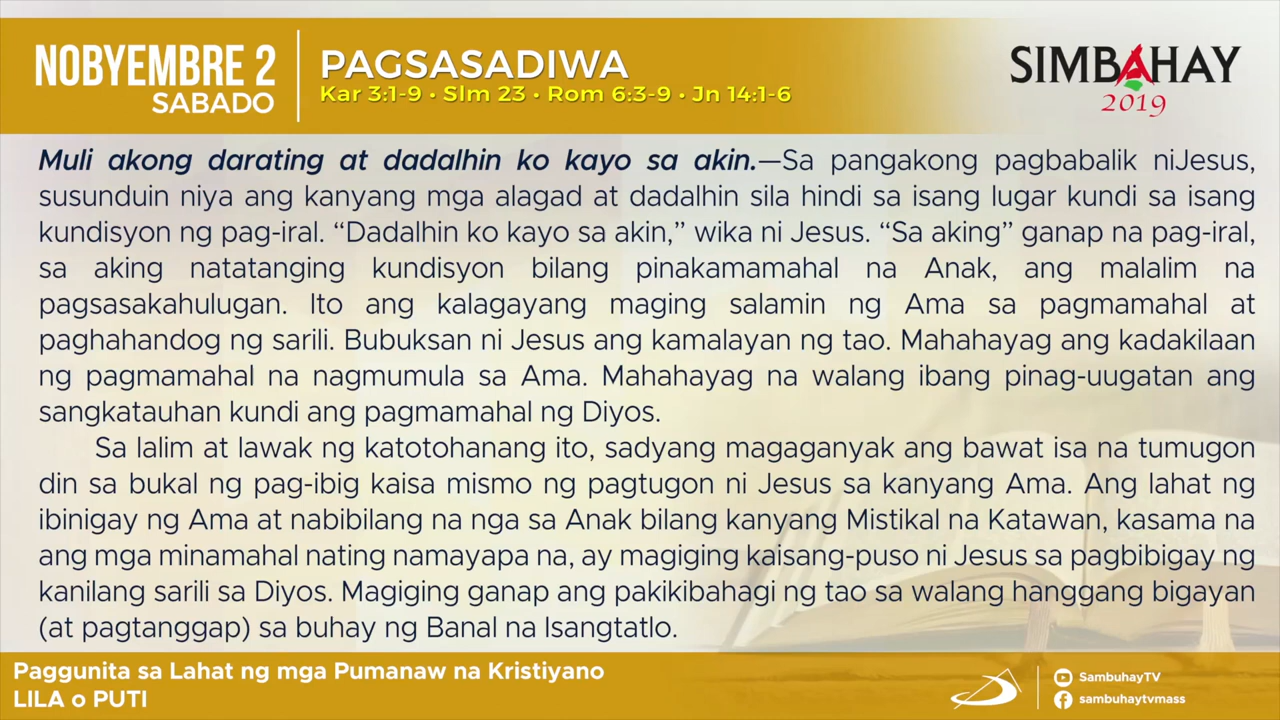 NOBYEMBRE 2
SABADO
PAGSASADIWA
Kar 3:1-9 • Slm 23 • Rom 6:3-9 • Jn 14:1-6
SIMBAHAY
2019
Muli akong darating at dadalhin ko kayo sa akin.—Sa pangakong pagbabalik niJesus,
susunduin niya ang kanyang mga alagad at dadalhin sila hindi sa isang lugar kundi sa isang
kundisyon ng pag-iral. “Dadalhin ko kayo sa akin,” wika ni Jesus. “Sa aking” ganap na pag-iral,
sa aking natatanging kundisyon bilang pinakamamahal na Anak, ang malalim na
pagsasakahulugan. Ito ang kalagayang maging salamin ng Ama sa pagmamahal at
paghahandog ng sarili. Bubuksan ni Jesus ang kamalayan ng tao. Mahahayag ang kadakilaan
ng pagmamahal na nagmumula sa Ama. Mahahayag na walang ibang pinag-uugatan ang
sangkatauhan kundi ang pagmamahal ng Diyos.
Sa lalim at lawak ng katotohanang ito, sadyang magaganyak ang bawat isa na tumugon
din sa bukal ng pag-ibig kaisa mismo ng pagtugon ni Jesus sa kanyang Ama. Ang lahat ng
ibinigay ng Ama at nabibilang na nga sa Anak bilang kanyang Mistikal na Katawan, kasama na
ang mga minamahal nating namayapa na, ay magiging kaisang-puso ni Jesus sa pagbibigay ng
kanilang sarili sa Diyos. Magiging ganap ang pakikibahagi ng tao sa walang hanggang bigayan
(at pagtanggap) sa buhay ng Banal na Isangtatlo.
Paggunita sa Lahat ng mga Pumanaw na Kristiyano
LILA o PUTI
SambuhayTV
sambuhaytvmass